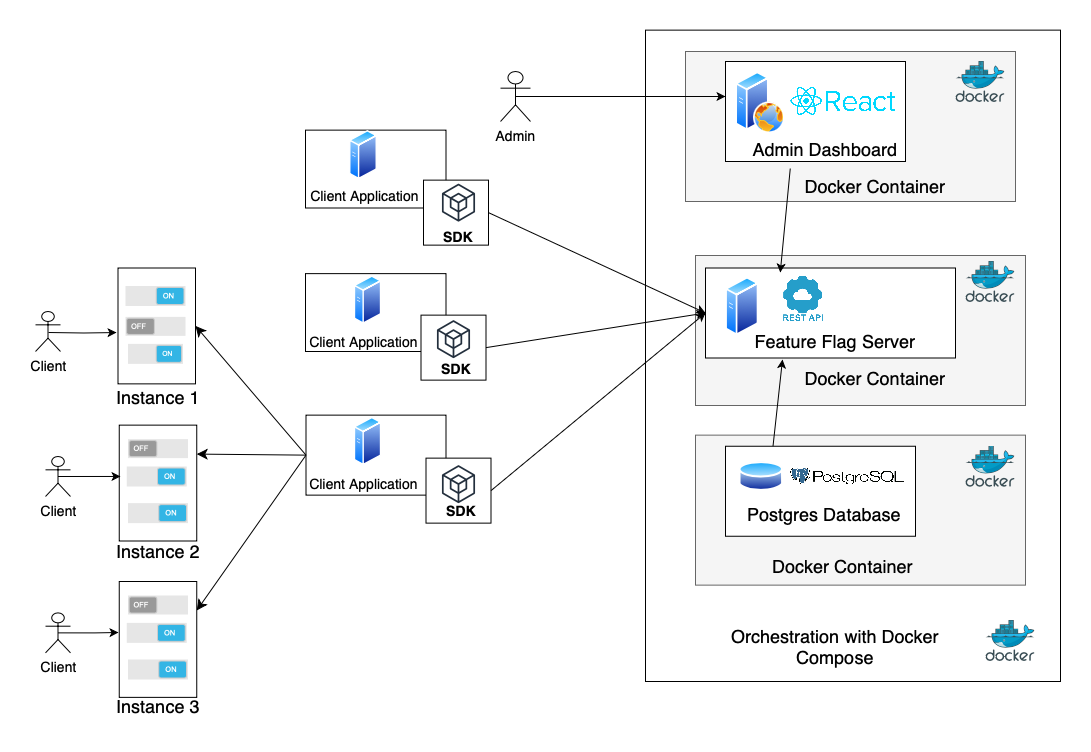 Admin
React
Admin Dashboard
docker
Docker Container
Client Application
SDK
Client Application
SDK
Client Application
SDK
REST API
Feature Flag Server
docker
Docker Container
PostgreSQL
Postgres Database
docker
Docker Container
Orchestration with Docker
Compose
docker
Client
ON
OFF
ON
Instance 1
Client
OFF
ON
ON
Instance 2
Client
OFF
ON
ON
Instance 3